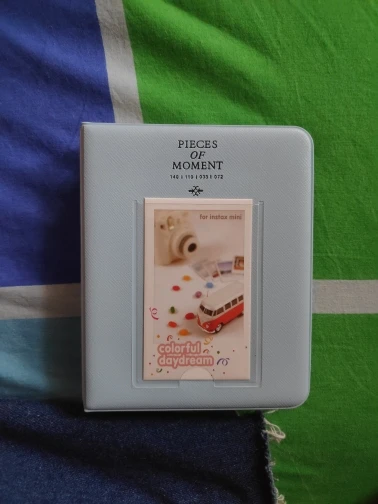 PIECES
OF
MOMENT
for instax mini
colorful
daydream